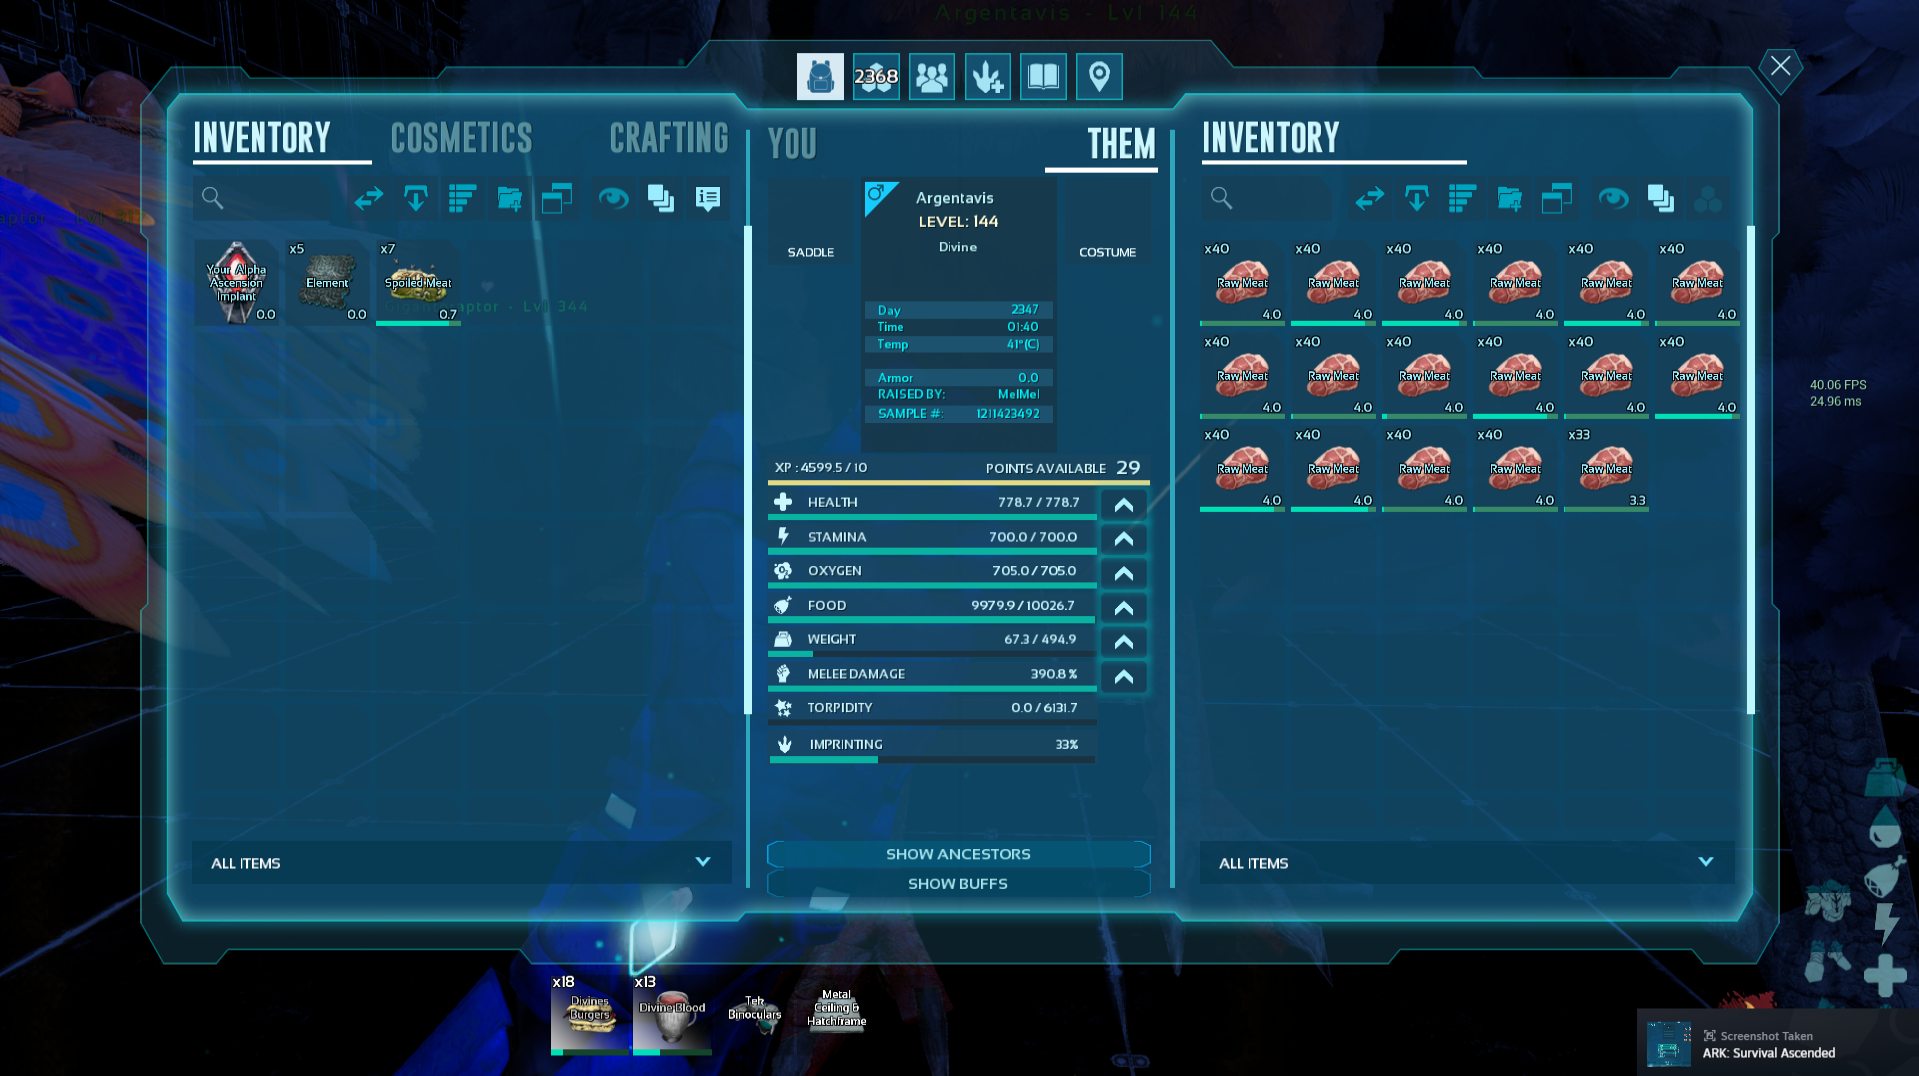 Argentavis - Lvl 144
2368
INVENTORY
COSMETICS
CRAFTING
YOU
THEM
INVENTORY
SADDLE
Argentavis
LEVEL: 144
Divine
COSTUME
Your Alpha
Ascension
Implant
0.0
x5
Element
0.0
x7
Spoiled Meat
0.7
aptor - Lvl 344
Day 2347
Time 01:40
Temp 41°(C)
Armor 0.0
RAISED BY: MelMel
SAMPLE #: 1211423492
XP : 4599.5 / 10
POINTS AVAILABLE 29
HEALTH 778.7 / 778.7
STAMINA 700.0 / 700.0
OXYGEN 705.0 / 705.0
FOOD 9979.9 / 10026.7
WEIGHT 67.3 / 494.9
MELEE DAMAGE 390.8 %
TORPIDITY 0.0 / 6131.7
IMPRINTING 33%
SHOW ANCESTORS
SHOW BUFFS
ALL ITEMS
x40 x40 x40 x40 x40 x40
Raw Meat Raw Meat Raw Meat Raw Meat Raw Meat Raw Meat
4.0 4.0 4.0 4.0 4.0 4.0
x40 x40 x40 x40 x40 x40
Raw Meat Raw Meat Raw Meat Raw Meat Raw Meat Raw Meat
4.0 4.0 4.0 4.0 4.0 4.0
x40 x40 x40 x40 x33
Raw Meat Raw Meat Raw Meat Raw Meat Raw Meat
4.0 4.0 4.0 4.0 3.3
ALL ITEMS
40.06 FPS
24.96 ms
x18
Divines
Burgers
x13
Divine Blood
Tek
Binoculars
Metal
Ceiling &
Hatchframe
Screenshot Taken
ARK: Survival Ascended